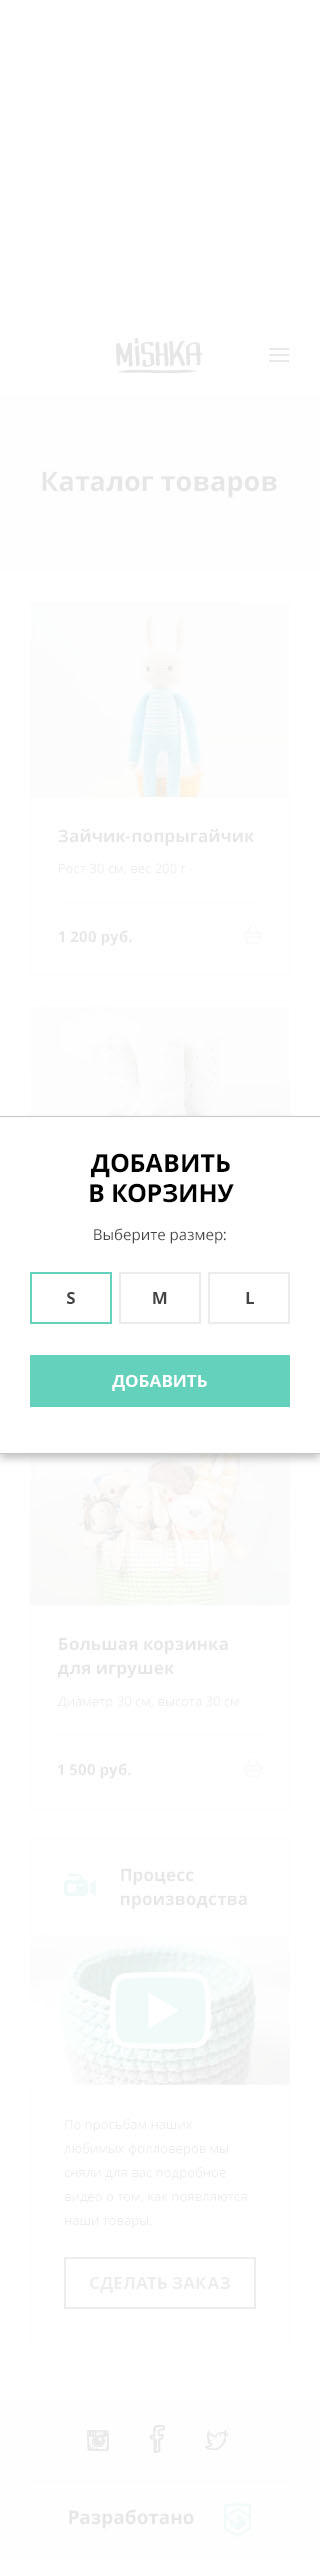 MiSHKA
Каталог товаров
Зайчик-попрыгайчик
Рост 30 см, вес 200 г
1 200 руб.
ДОБАВИТЬ
В КОРЗИНУ
Выберите размер:
S M L
ДОБАВИТЬ
Большая корзинка
для игрушек
Диаметр 30 см, высота 30 см
1 500 руб.
Процесс
производства
По просьбам наших
любимых фолловеров мы
сняли для вас подробное
видео о том, как появляются
наши товары.
СДЕЛАТЬ ЗАКАЗ
Разработано